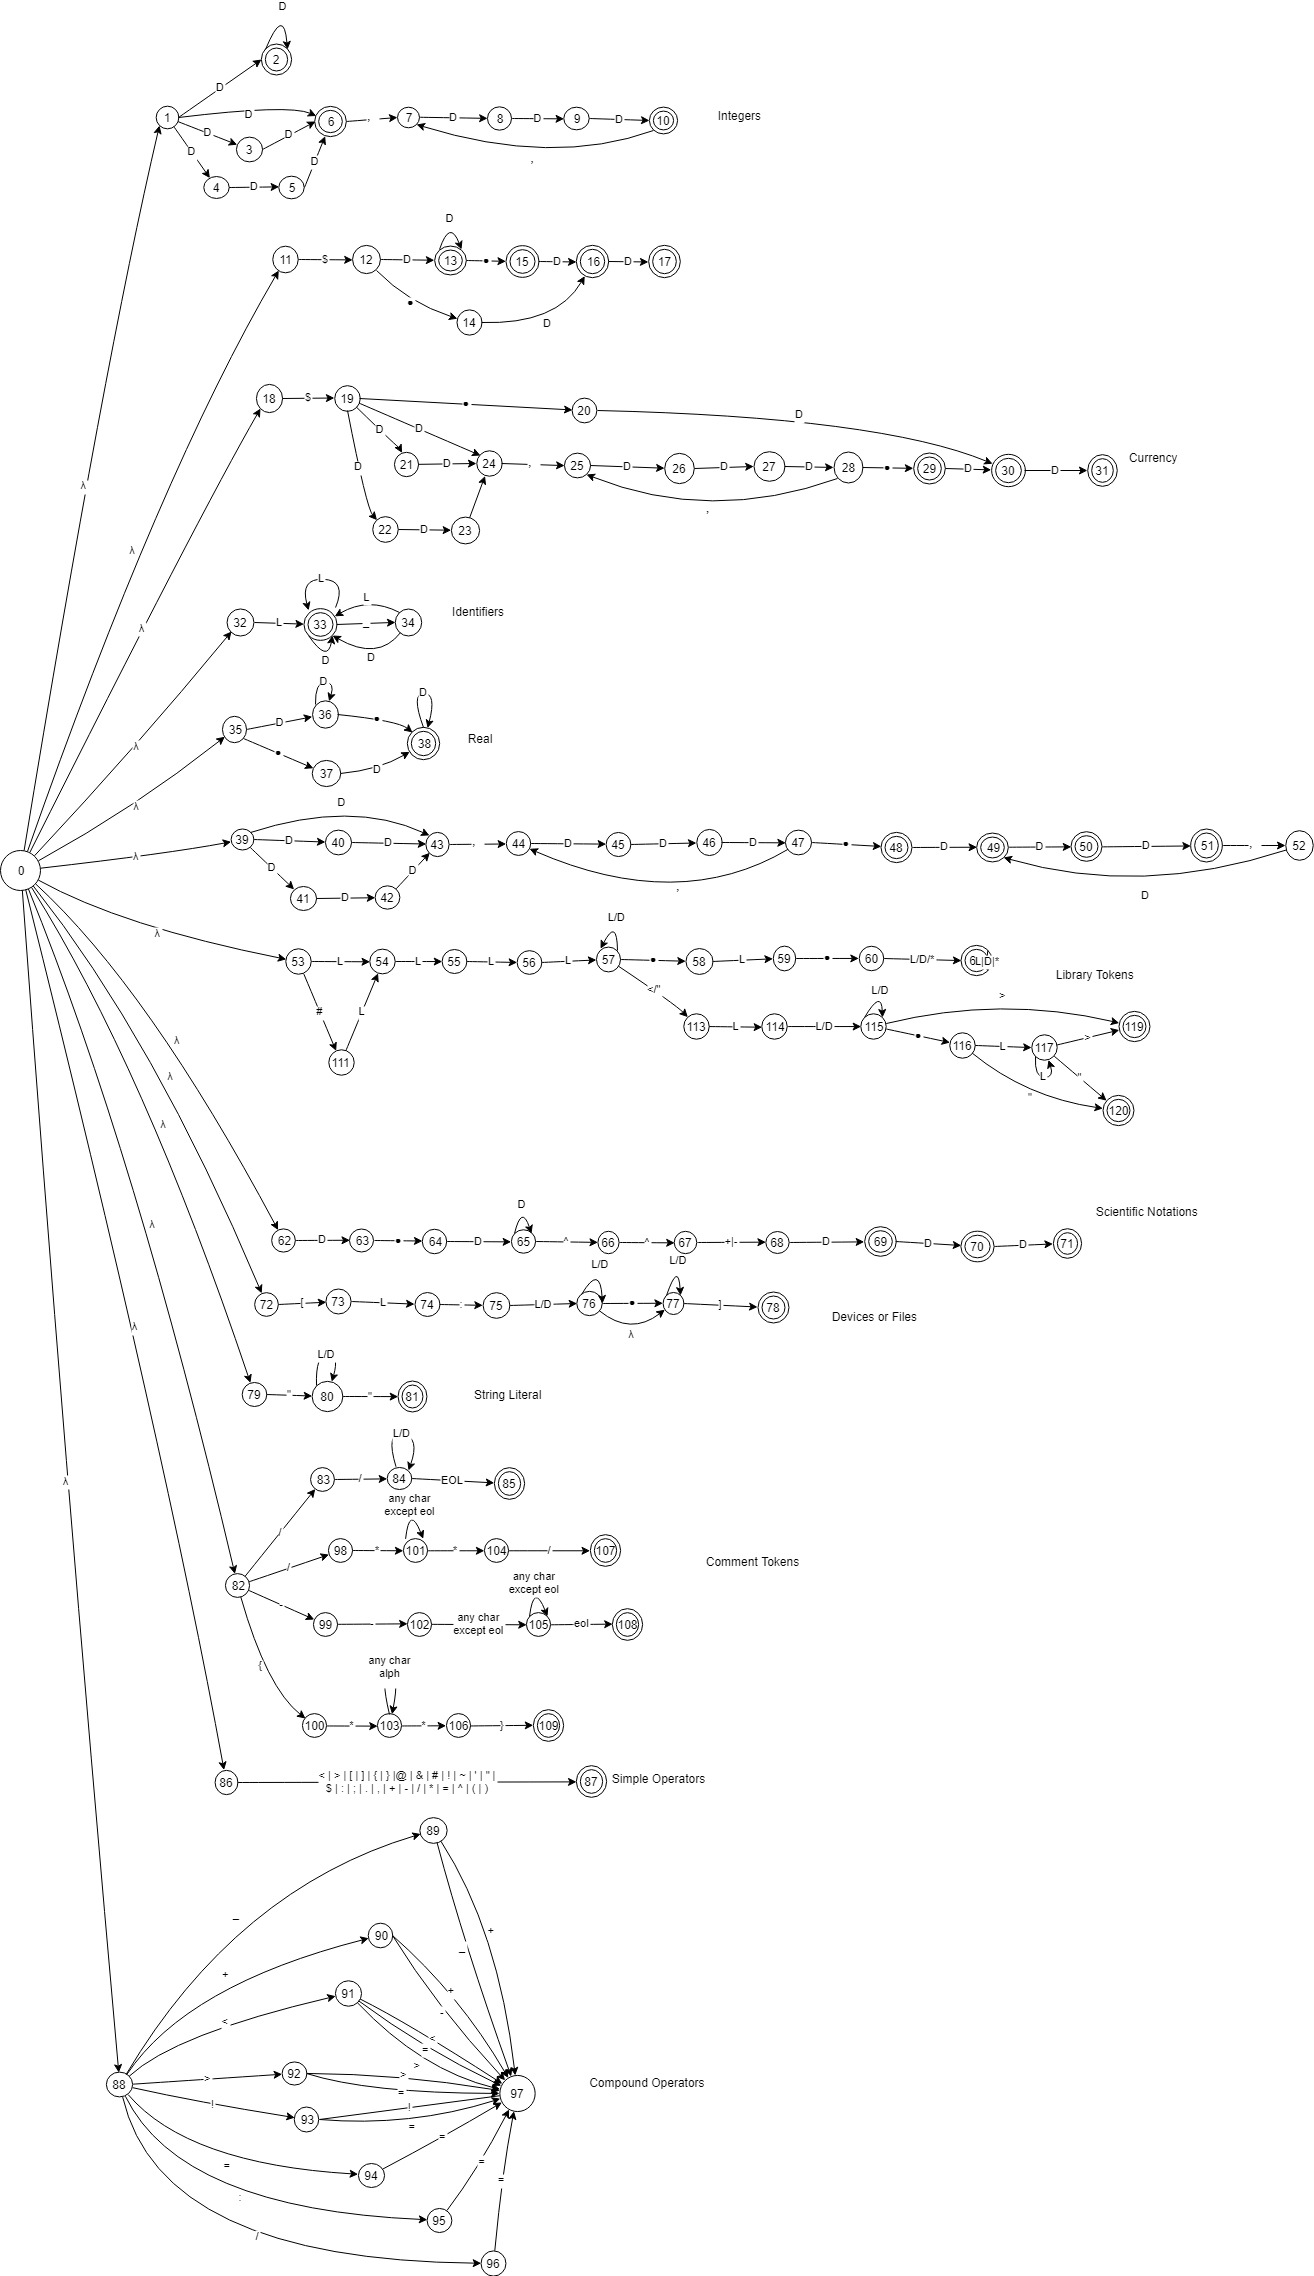 D
2
D
1 D 6 , 7 D 8 D 9 D 10 Integers
D 3 D
D D
4 D 5
,
D
11 $ 12 D 13 • 15 D 16 D 17
•
14 D
18 $ 19 • 20 D
D D
21 D 24 , 25 D 26 D 27 D 28 • 29 D 30 D 31 Currency
D
22 D 23
,
λ
λ
λ
L
L Identifiers
32 L 33 _ 34
D D
D D
36 •
35 D
38 Real
•
37 D
λ
λ
D
39 D 40 D 43 , 44 D 45 D 46 D 47 • 48 D 49 D 50 D 51 , 52
λ
0
D D
41 D 42
,
D
λ
L/D
53 L 54 L 55 L 56 L 57 • 58 L 59 • 60 L/D/* 6L|D|*
Library Tokens
</"
L/D
>
# L
113 L 114 L/D 115 119
• 116 L 117 >
111
L "
" 120
λ
λ
λ
λ
D
Scientific Notations
62 D 63 • 64 D 65 ^ 66 ^ 67 +|- 68 D 69 D 70 D 71
L/D L/D
72 [ 73 L 74 : 75 L/D 76 • 77 ] 78
Devices or Files
λ
λ
L/D
79 " 80 " 81 String Literal
L/D
83 / 84 EOL 85
λ
any char
except eol
/
98 * 101 * 104 / 107
/
Comment Tokens
any char
except eol
82
-
99 - 102 any char
except eol 105 eol 108
{
any char
alph
100 * 103 * 106 } 109
< | > | [ | ] | { | } |@ | & | # | ! | ~ | ' | " |
86 87 Simple Operators
$ | : | ; | . | , | + | - | / | * | = | ^ | ( | )
89
_
+
90 _
+
91 +
-
<
<
=
>
92 >
88 > = 97 Compound Operators
!
93 !
=
=
94
= =
:
95 =
/
96